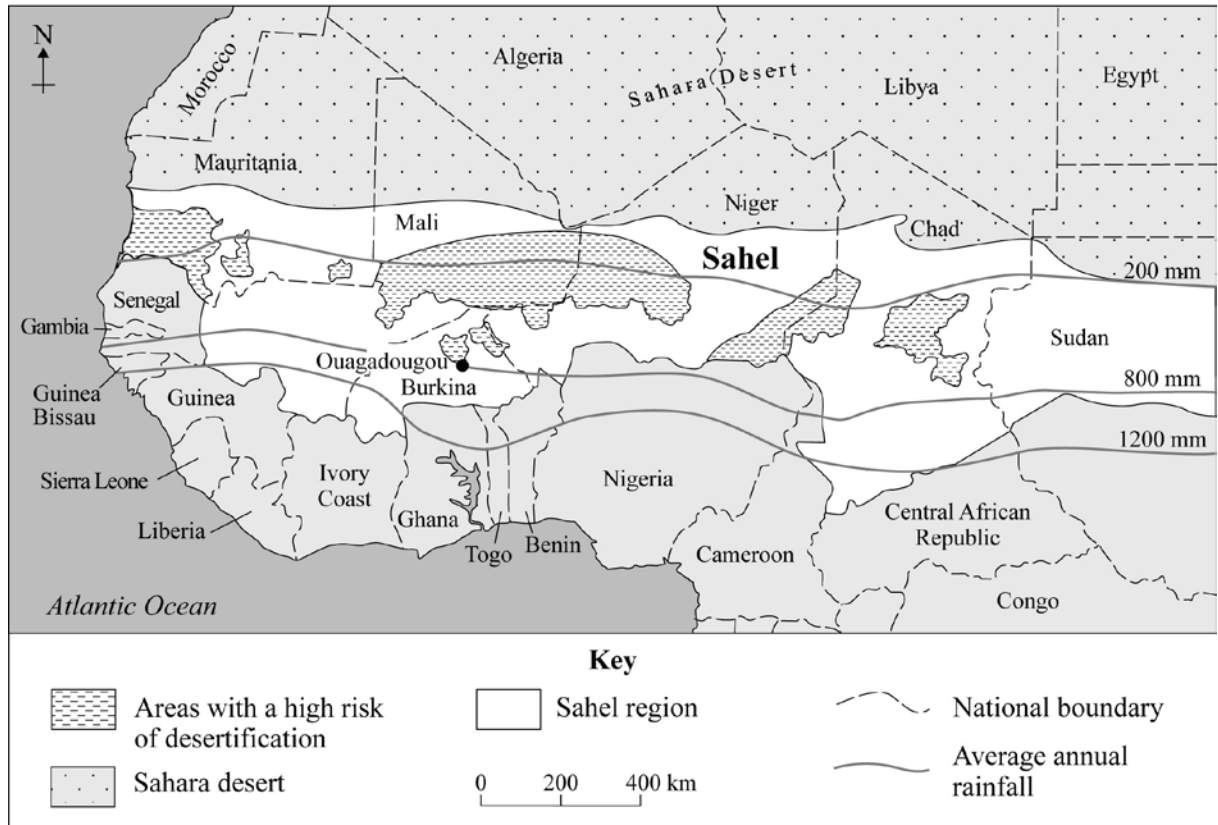 N
Morocco
Algeria
Sahara Desert
Libya
Egypt
Mauritania
Mali
Niger
Chad
Sahel
200 mm
Senegal
Gambia
Sudan
Ouagadougou
Burkina
800 mm
Guinea
Bissau
Guinea
1200 mm
Sierra Leone
Ivory
Coast
Nigeria
Liberia
Ghana
Central African
Republic
Togo
Benin
Cameroon
Congo
Atlantic Ocean
Key
Areas with a high risk
of desertification
Sahel region
National boundary
Sahara desert
0 200 400 km
Average annual
rainfall